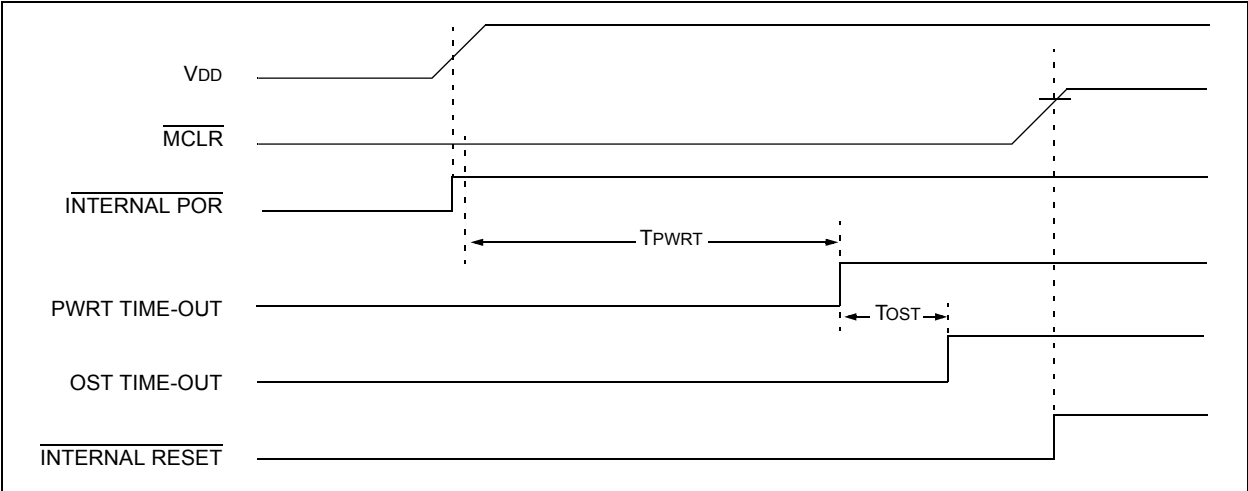 VDD
MCLR
INTERNAL POR
TPWRT
PWRT TIME-OUT
TOST
OST TIME-OUT
INTERNAL RESET